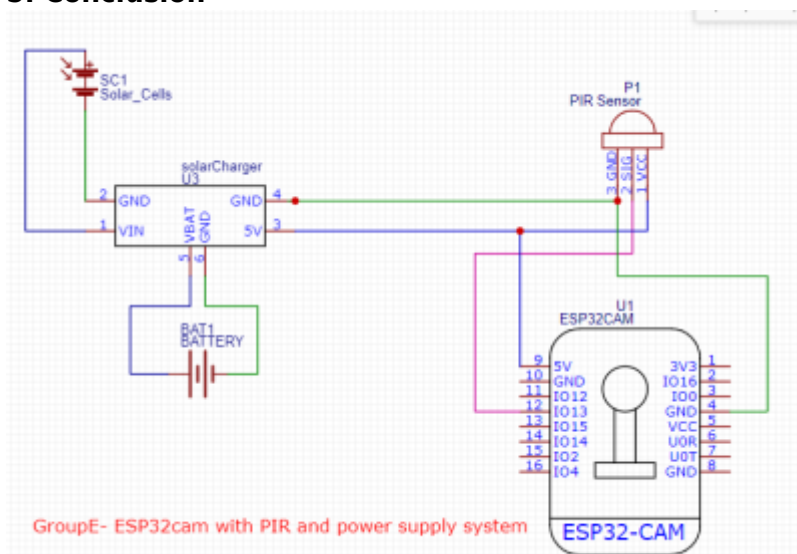 5. Conclusion
SC1
Solar_Cells
P1
PIR Sensor
3 GND
2 SIG
1 VCC
solarCharger
U3
2 GND
1 VIN
GND 4
5V 3
VBAT 5
GND 6
BAT1
BATTERY
U1
ESP32CAM
9 5V
10 GND
11 IO12
12 IO13
13 IO15
14 IO14
15 IO2
16 IO4
3V3 1
IO16 2
IO0 3
GND 4
VCC 5
U0R 6
U0T 7
GND 8
ESP32-CAM
GroupE- ESP32cam with PIR and power supply system